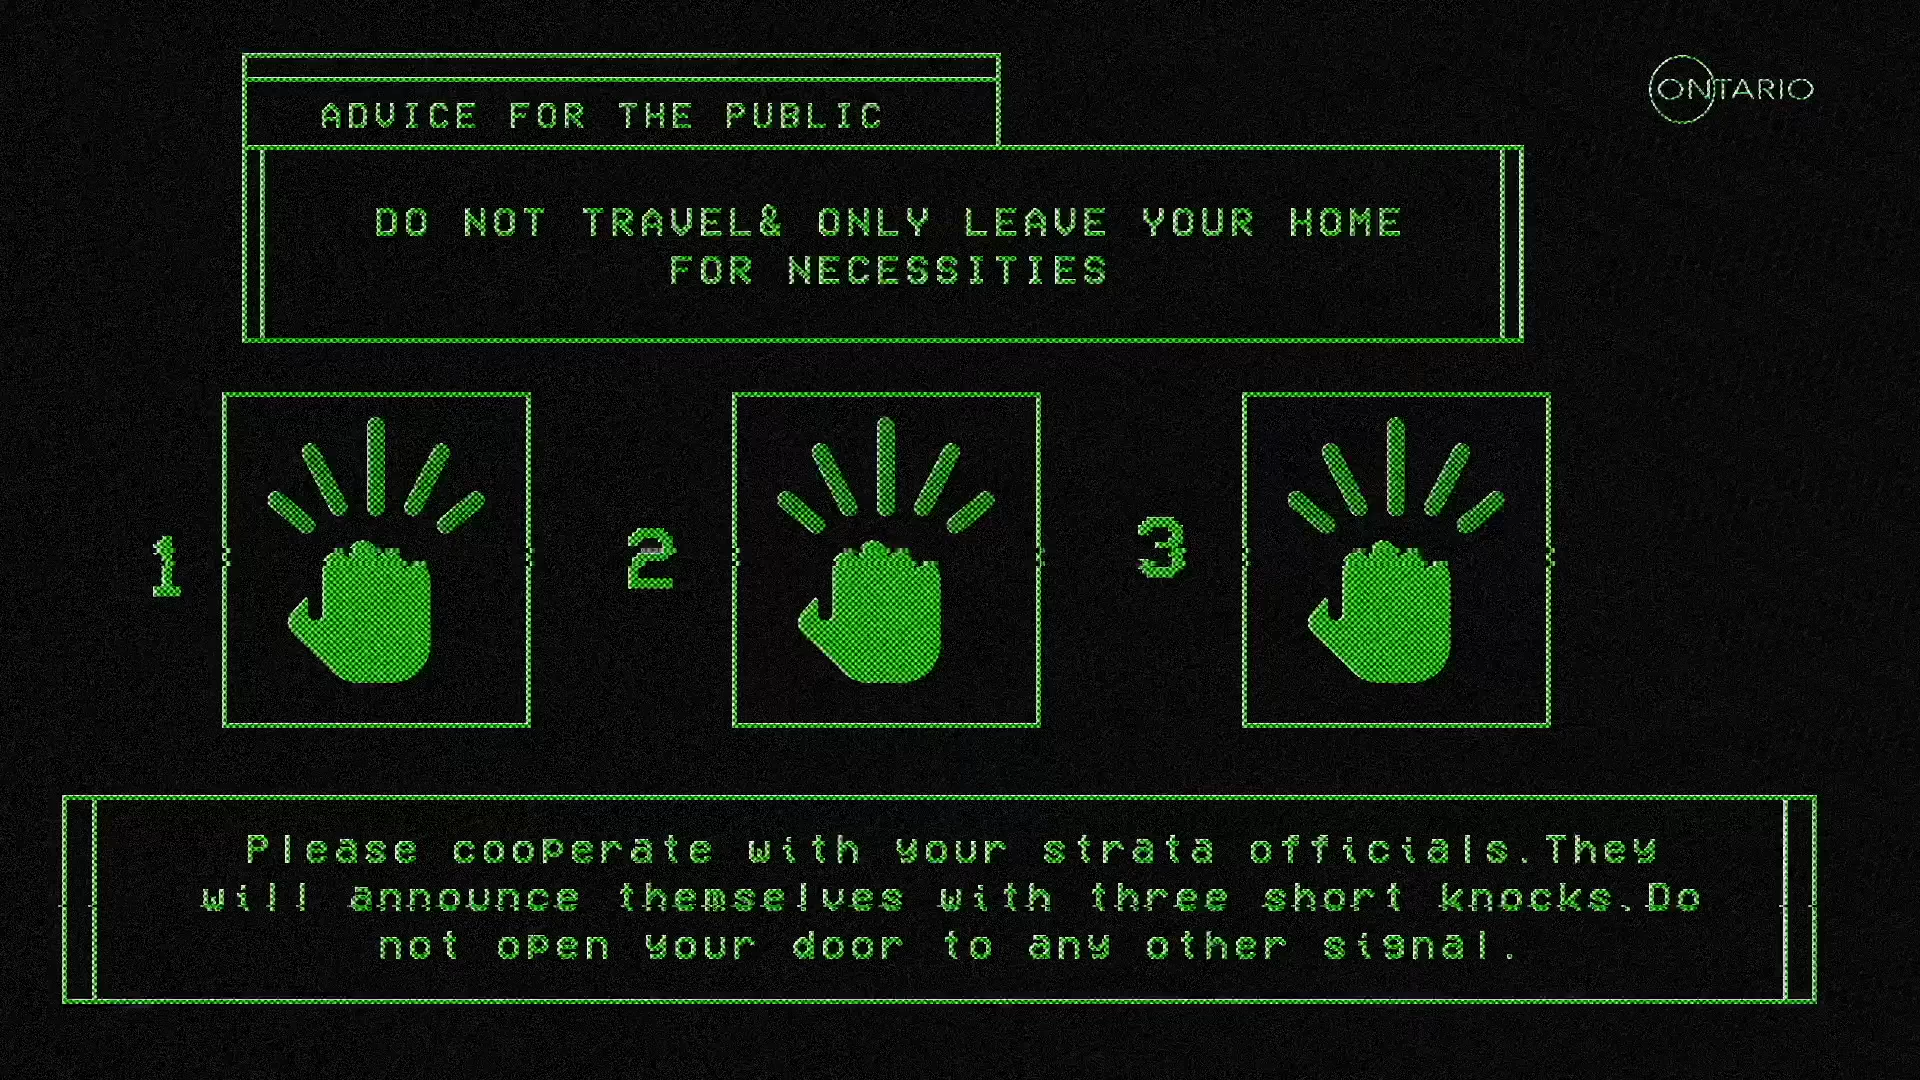 ONTARIO
ADVICE FOR THE PUBLIC
DO NOT TRAVEL& ONLY LEAVE YOUR HOME
FOR NECESSITIES
1 2 3
Please cooperate with your strata officials.They
will announce themselves with three short knocks.Do
not open your door to any other signal.